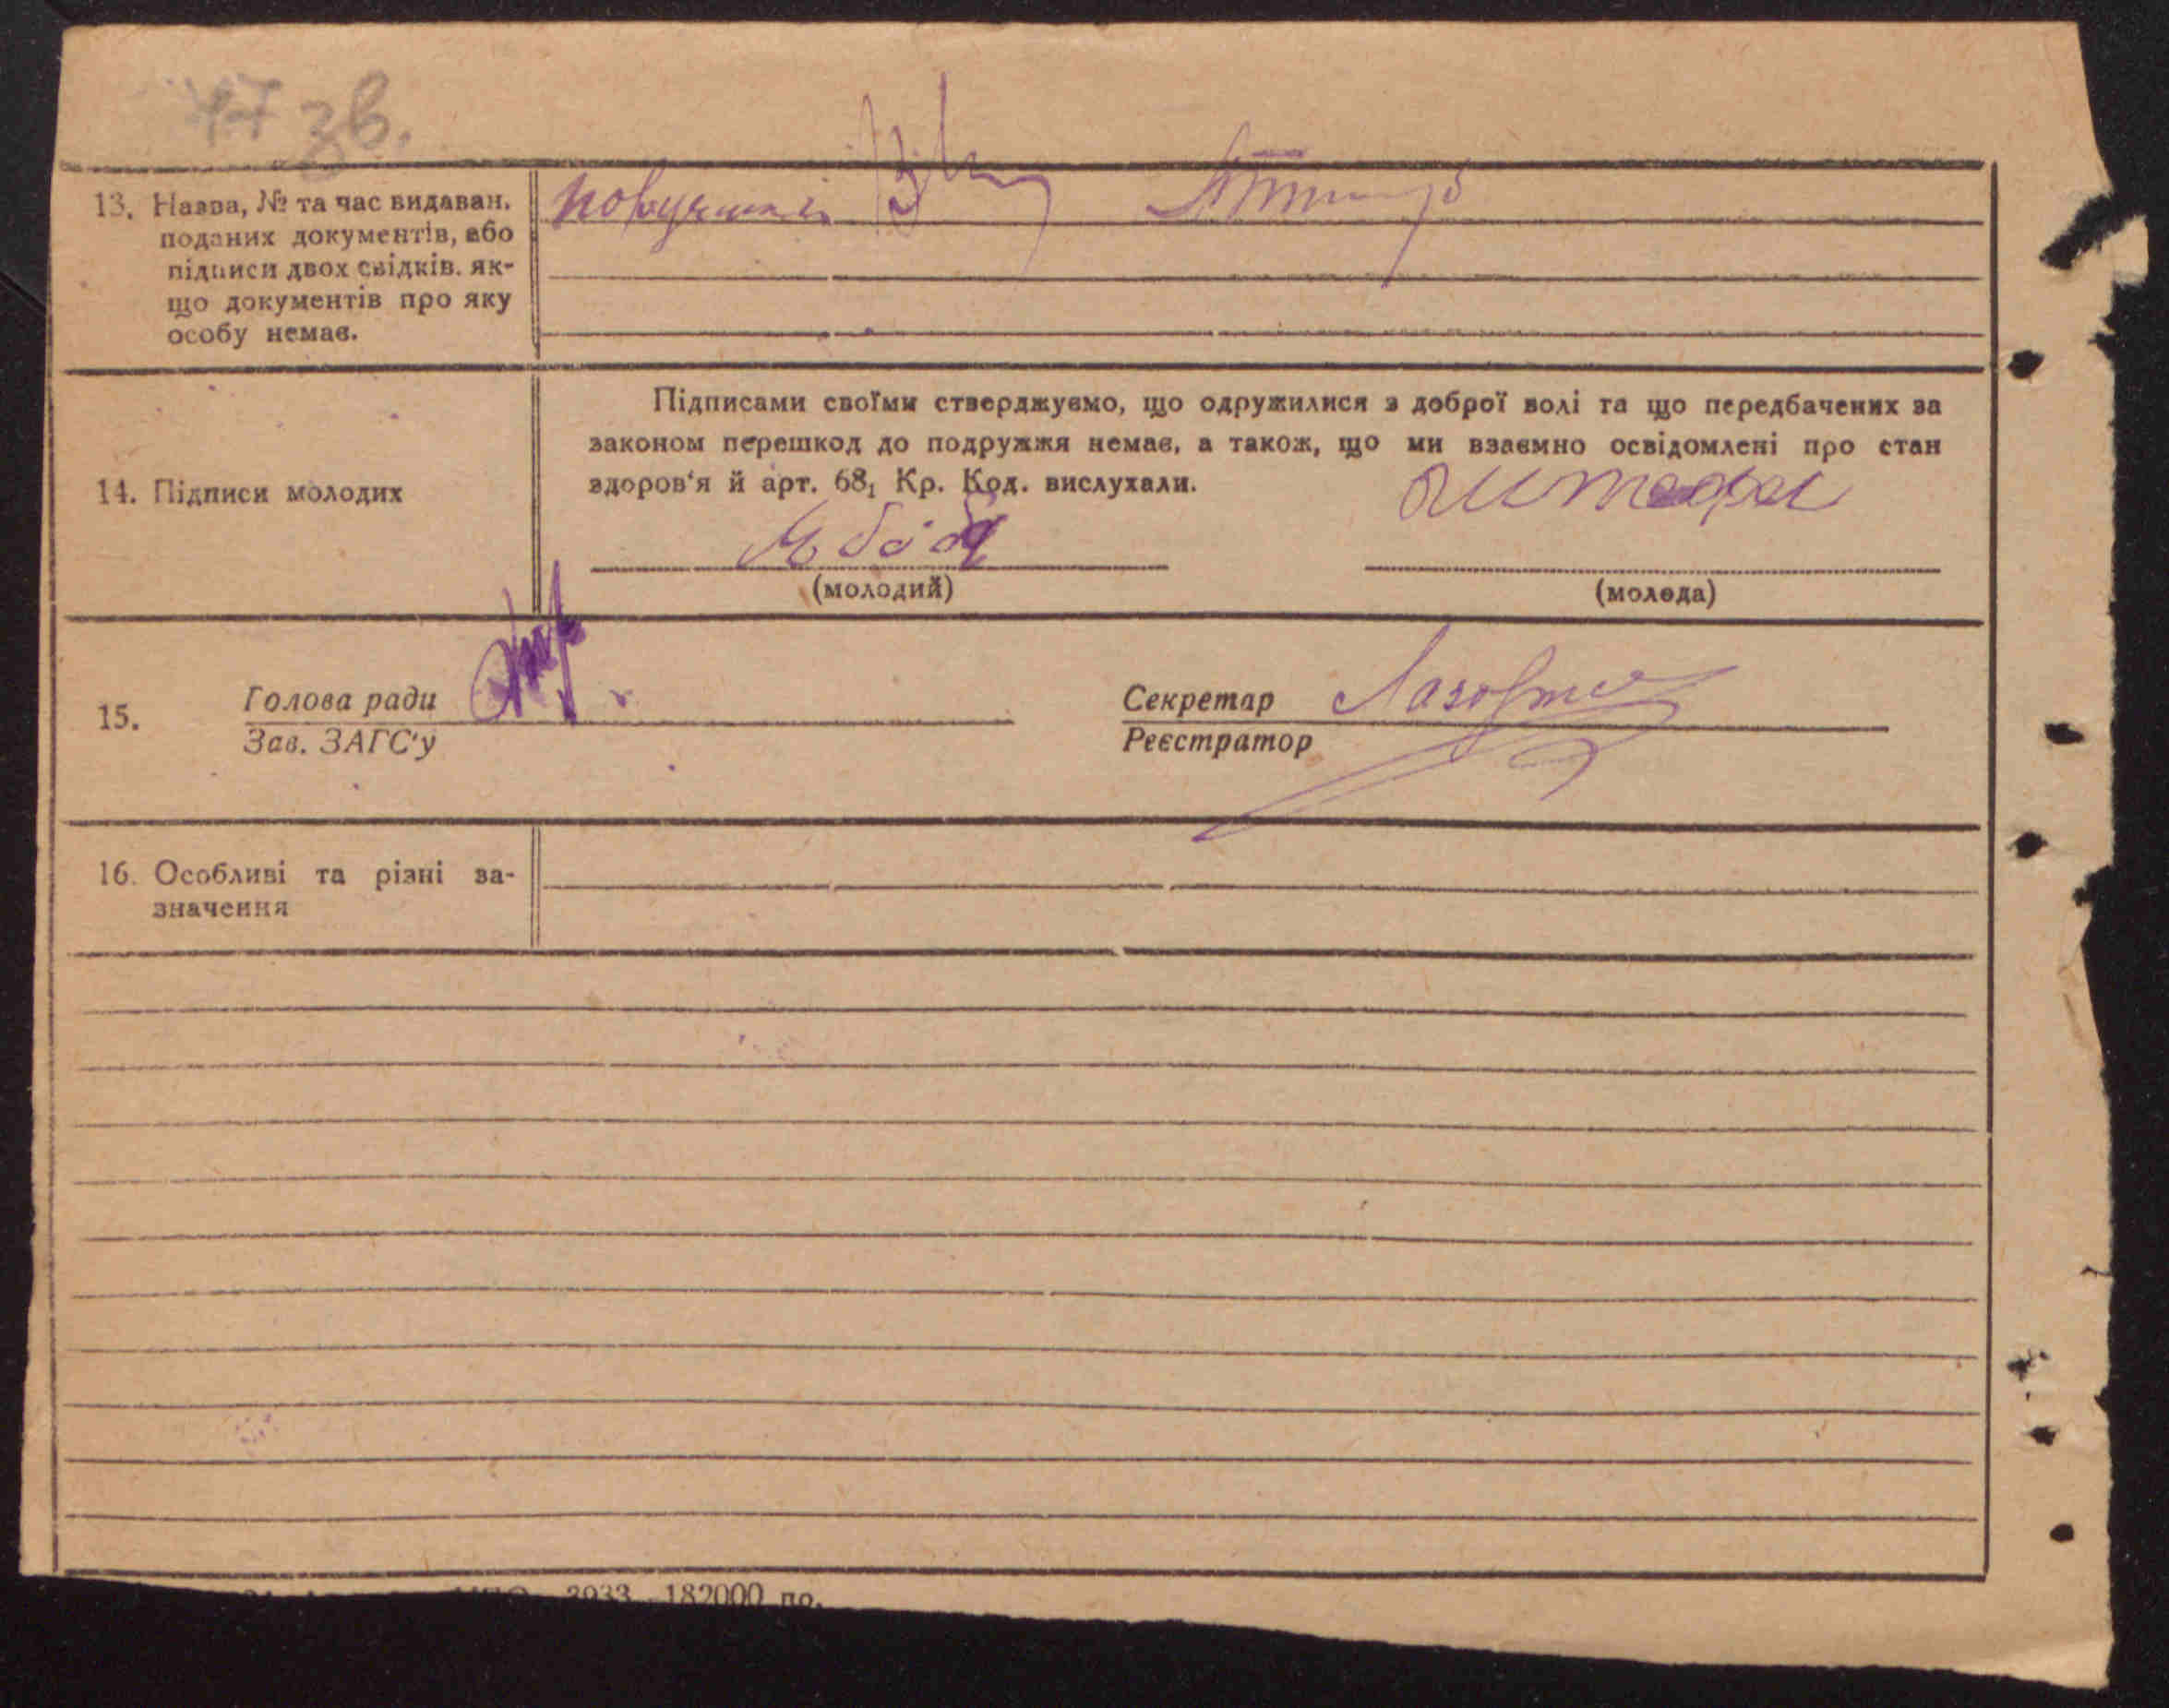 зв.
13. Назва, № та час видаван.
поданих документів, або
підписи двох свідків. як-
що документів про яку
особу немає.
Підписами своїми стверджуємо, що одружилися з доброї волі та що передбачених за
законом перешкод до подружжя немає, а також, що ми взаємно освідомлені про стан
здоров'я й арт. 68₁ Кр. Код. вислухали.
14. Підписи молодих
(молодий) (молода)
15. Голова ради Секретар
Зав. ЗАГС'у Реєстратор
16. Особливі та різні за-
значення
3933 182000 по.